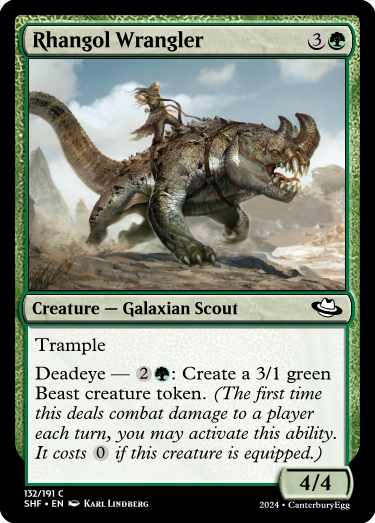 Rhangol Wrangler 3
Creature — Galaxian Scout
Trample
Deadeye — 2: Create a 3/1 green
Beast creature token. (The first time
this deals combat damage to a player
each turn, you may activate this ability.
It costs 0 if this creature is equipped.)
4/4
132/191 C
SHF • EN Karl Lindberg
2024 • CanterburyEgg